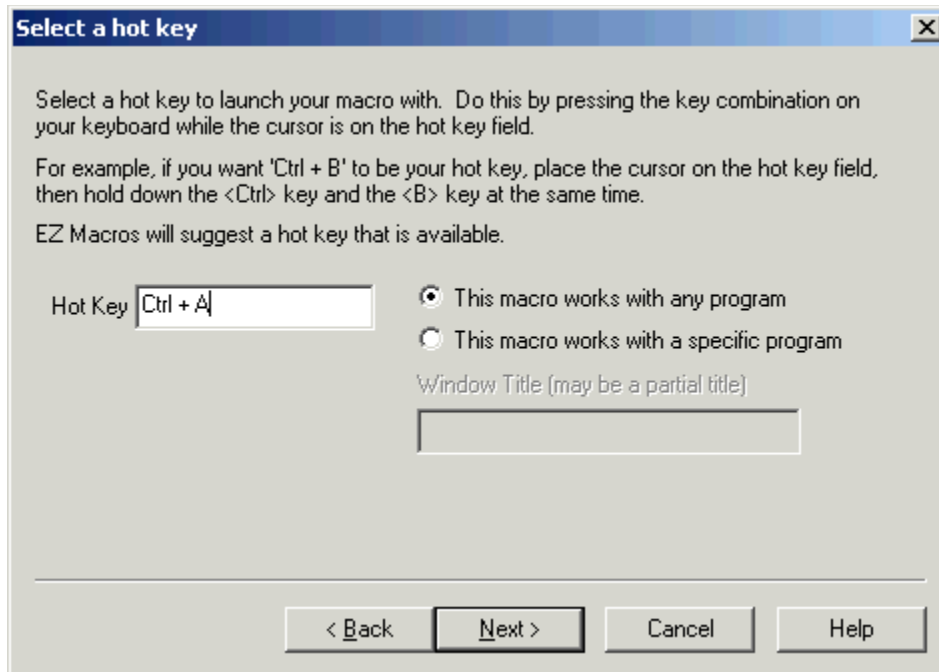 Select a hot key
Select a hot key to launch your macro with.  Do this by pressing the key combination on
your keyboard while the cursor is on the hot key field.
For example, if you want 'Ctrl + B' to be your hot key, place the cursor on the hot key field,
then hold down the <Ctrl> key and the <B> key at the same time.
EZ Macros will suggest a hot key that is available.
Hot Key Ctrl + A
This macro works with any program
This macro works with a specific program
Window Title (may be a partial title)
< Back Next > Cancel Help